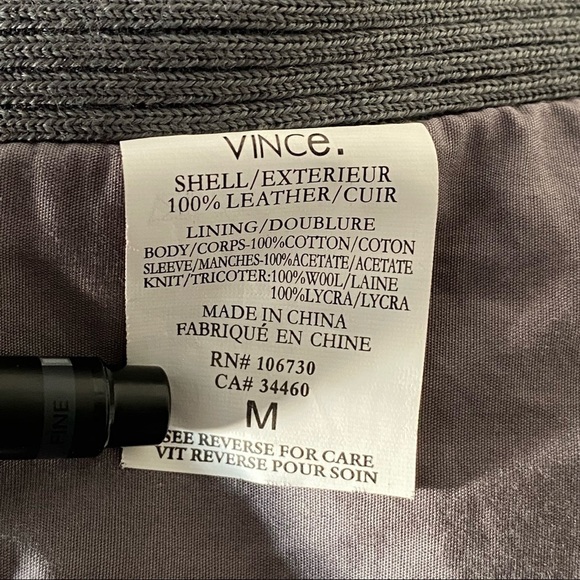 VINCe.
SHELL/EXTERIEUR
100% LEATHER/CUIR
LINING/DOUBLURE
BODY/CORPS-100%COTTON/COTON
SLEEVE/MANCHES-100%ACETATE/ACETATE
KNIT/TRICOTER:100%WOOL/LAINE
100%LYCRA/LYCRA
MADE IN CHINA
FABRIQUÉ EN CHINE
RN# 106730
CA# 34460
M
SEE REVERSE FOR CARE
VIT REVERSE POUR SOIN
FINE